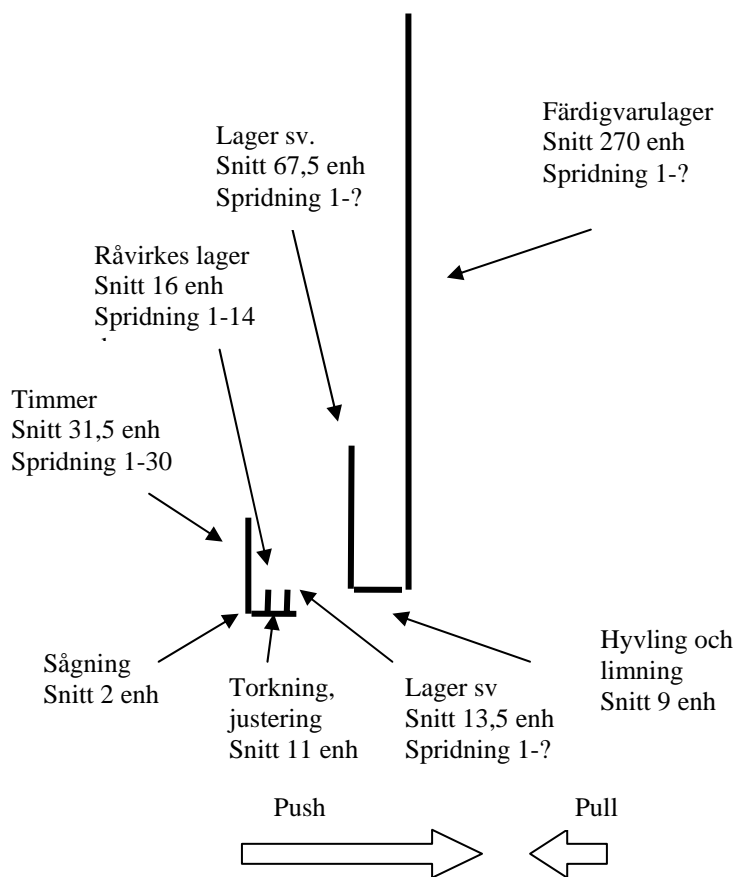 Färdigvarulager
Snitt 270 enh
Spridning 1-?
Lager sv.
Snitt 67,5 enh
Spridning 1-?
Råvirkes lager
Snitt 16 enh
Spridning 1-14
Timmer
Snitt 31,5 enh
Spridning 1-30
Sågning
Snitt 2 enh
Torkning,
justering
Snitt 11 enh
Lager sv
Snitt 13,5 enh
Spridning 1-?
Hyvling och
limning
Snitt 9 enh
Push
Pull